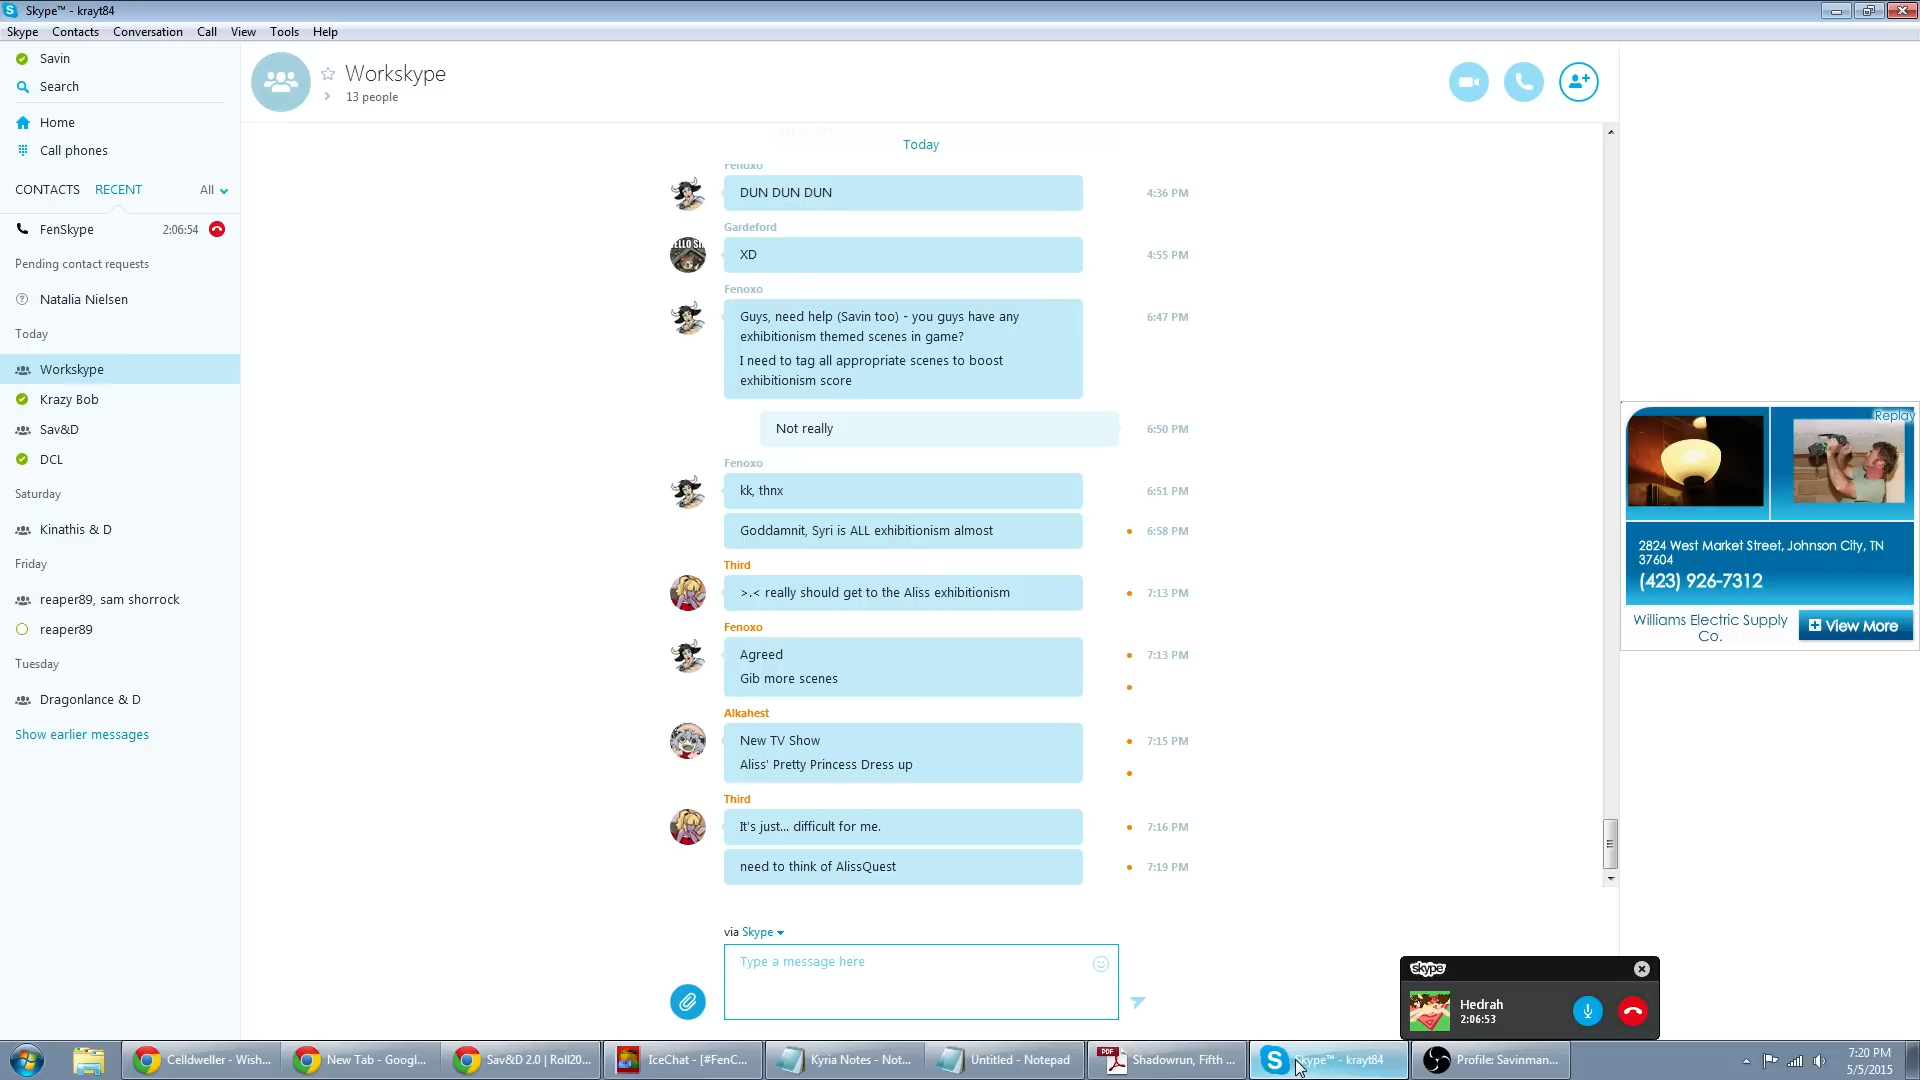 Skype™ - krayt84
Skype Contacts Conversation Call View Tools Help
Savin
Search
Home
Call phones
CONTACTS RECENT All
FenSkype 2:06:54
Pending contact requests
Natalia Nielsen
Today
Workskype
Krazy Bob
Sav&D
DCL
Saturday
Kinathis & D
Friday
reaper89, sam shorrock
reaper89
Tuesday
Dragonlance & D
Show earlier messages
Workskype
13 people
Today
Fenoxo
DUN DUN DUN 4:36 PM
Gardeford
XD 4:55 PM
Fenoxo
Guys, need help (Savin too) - you guys have any 6:47 PM
exhibitionism themed scenes in game?
I need to tag all appropriate scenes to boost
exhibitionism score
Not really 6:50 PM
Fenoxo
kk, thnx 6:51 PM
Goddamnit, Syri is ALL exhibitionism almost 6:58 PM
Third
>.< really should get to the Aliss exhibitionism 7:13 PM
Fenoxo
Agreed 7:13 PM
Gib more scenes
Alkahest
New TV Show 7:15 PM
Aliss' Pretty Princess Dress up
Third
It's just... difficult for me. 7:16 PM
need to think of AlissQuest 7:19 PM
via Skype
Type a message here
Replay
2824 West Market Street, Johnson City, TN
37604
(423) 926-7312
Williams Electric Supply
Co.
View More
skype
Hedrah
2:06:53
Celldweller - Wish...
New Tab - Googl...
Sav&D 2.0 | Roll20...
IceChat - [#FenC...
Kyria Notes - Not...
Untitled - Notepad
PDF
Shadowrun, Fifth ...
Skype™ - krayt84
Profile: Savinman...
7:20 PM
5/5/2015